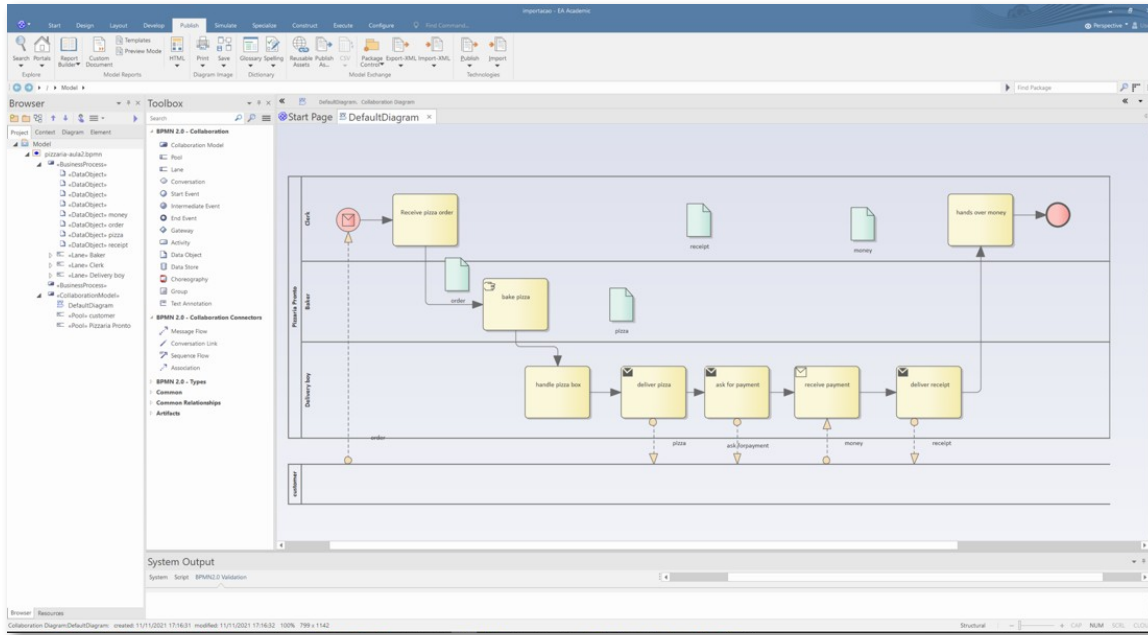 Importacao - EA Academic
Start Design Layout Develop Publish Simulate Specialize Construct Execute Configure Find Command...
Perspective
Search Portals Report Builder Custom Document Templates Preview Mode HTML Print Save Glossary Spelling Reusable Assets Publish As... CSV Package Control Export-XML Import-XML Publish Import
Explore Model Reports Diagram Image Dictionary Model Exchange Technologies
Model
Find Package
Browser
Project Context Diagram Element
Model
pizzaria-aula2.bpmn
«BusinessProcess»
«DataObject»
«DataObject»
«DataObject»
«DataObject»
«DataObject» money
«DataObject» order
«DataObject» pizza
«DataObject» receipt
«Lane» Baker
«Lane» Clerk
«Lane» Delivery boy
«BusinessProcess»
«CollaborationModel»
DefaultDiagram
«Pool» customer
«Pool» Pizzaria Pronto
Browser Resources
Toolbox
Search
BPMN 2.0 - Collaboration
Collaboration Model
Pool
Lane
Conversation
Start Event
Intermediate Event
End Event
Gateway
Activity
Data Object
Data Store
Choreography
Group
Text Annotation
BPMN 2.0 - Collaboration Connectors
Message Flow
Conversation Link
Sequence Flow
Association
BPMN 2.0 - Types
Common
Common Relationships
Artifacts
DefaultDiagram. Collaboration Diagram
Start Page DefaultDiagram ×
Pizzaria Pronto
Clerk
Receive pizza order
receipt
money
hands over money
Baker
order
bake pizza
pizza
Delivery boy
handle pizza box
deliver pizza
ask for payment
receive payment
deliver receipt
order
pizza
ask forpayment
money
receipt
customer
System Output
System Script BPMN2.0 Validation
Collaboration Diagram:DefaultDiagram: created: 11/11/2021 17:16:31 modified: 11/11/2021 17:16:32 100% 799 x 1142
Structural CAP NUM SCRL